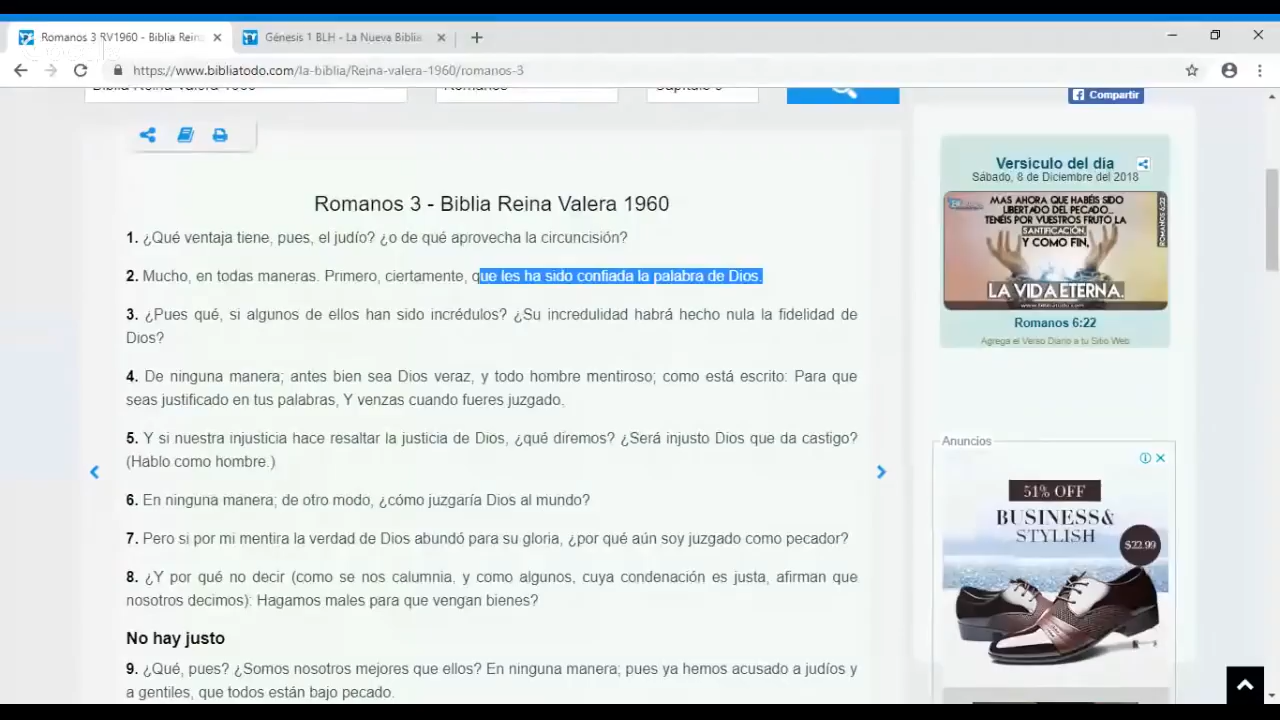 Romanos 3 RV1960 - Biblia Rein
Génesis 1 BLH - La Nueva Biblia
https://www.bibliatodo.com/la-biblia/Reina-valera-1960/romanos-3
Biblia Reina Valera 1960
Romanos
Compartir
Romanos 3 - Biblia Reina Valera 1960
1. ¿Qué ventaja tiene, pues, el judío? ¿o de qué aprovecha la circuncisión?
2. Mucho, en todas maneras. Primero, ciertamente, que les ha sido confiada la palabra de Dios.
3. ¿Pues qué, si algunos de ellos han sido incrédulos? ¿Su incredulidad habrá hecho nula la fidelidad de
Dios?
4. De ninguna manera; antes bien sea Dios veraz, y todo hombre mentiroso; como está escrito: Para que
seas justificado en tus palabras, Y venzas cuando fueres juzgado.
5. Y si nuestra injusticia hace resaltar la justicia de Dios, ¿qué diremos? ¿Será injusto Dios que da castigo?
(Hablo como hombre.)
6. En ninguna manera; de otro modo, ¿cómo juzgaría Dios al mundo?
7. Pero si por mi mentira la verdad de Dios abundó para su gloria, ¿por qué aún soy juzgado como pecador?
8. ¿Y por qué no decir (como se nos calumnia, y como algunos, cuya condenación es justa, afirman que
nosotros decimos): Hagamos males para que vengan bienes?
No hay justo
9. ¿Qué, pues? ¿Somos nosotros mejores que ellos? En ninguna manera; pues ya hemos acusado a judíos y
a gentiles, que todos están bajo pecado.
Versiculo del día
Sábado, 8 de Diciembre del 2018
MAS AHORA QUE HABÉIS SIDO
LIBERTADO DEL PECADO...
TENÉIS POR VUESTROS FRUTO LA
SANTIFICACIÓN,
Y COMO FIN,
LA VIDA ETERNA.
ROMANOS 6:22
Romanos 6:22
Agrega el Verso Diario a tu Sitio Web
Anuncios
51% OFF
BUSINESS&
STYLISH
$22.99